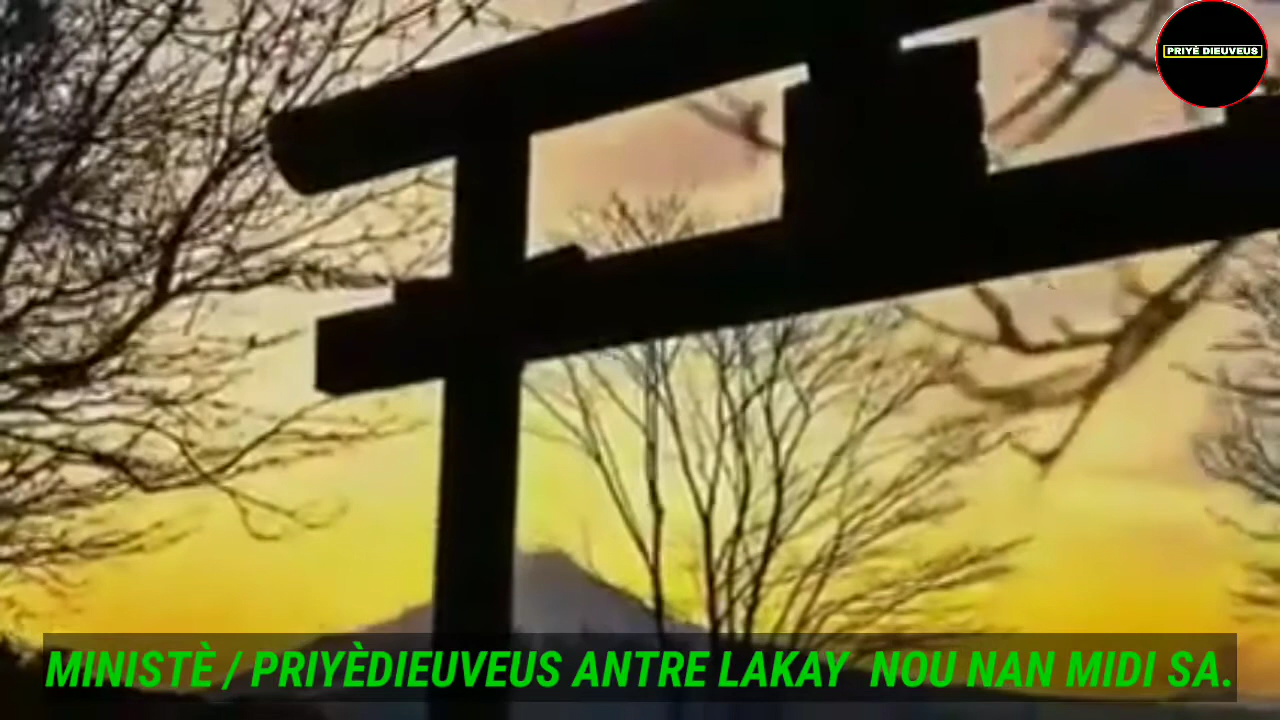 PRIYÈ DIEUVEUS
MINISTÈ / PRIYÈDIEUVEUS ANTRE LAKAY NOU NAN MIDI SA.